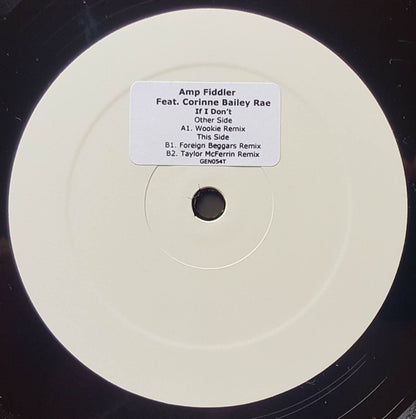 Amp Fiddler
Feat. Corinne Bailey Rae
If I Don't
Other Side
A1. Wookie Remix
This Side
B1. Foreign Beggars Remix
B2. Taylor McFerrin Remix
GEN054T